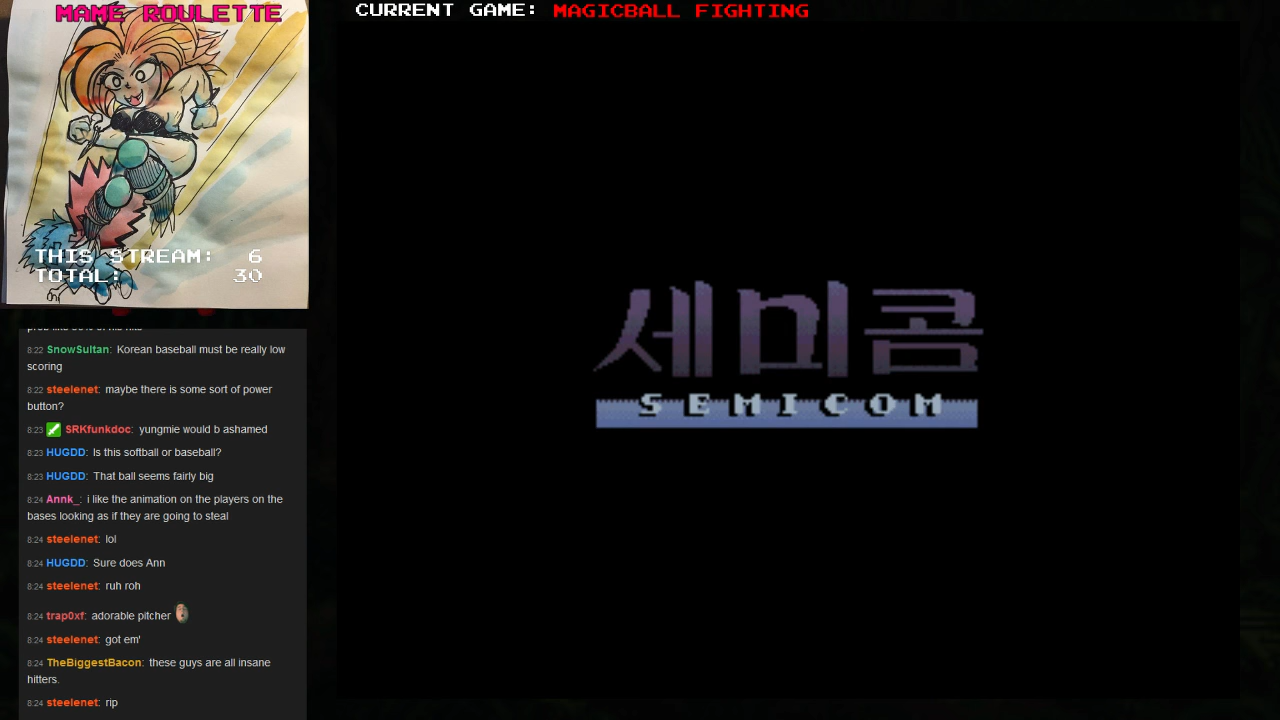 MAME ROULETTE
CURRENT GAME: MAGICBALL FIGHTING
THIS STREAM: 6
TOTAL: 30
8:22 SnowSultan: Korean baseball must be really low
scoring
8:22 steelenet: maybe there is some sort of power
button?
8:23 SRKfunkdoc: yungmie would b ashamed
8:23 HUGDD: Is this softball or baseball?
8:23 HUGDD: That ball seems fairly big
8:24 Annk_: i like the animation on the players on the
bases looking as if they are going to steal
8:24 steelenet: lol
8:24 HUGDD: Sure does Ann
8:24 steelenet: ruh roh
8:24 trap0xf: adorable pitcher
8:24 steelenet: got em'
8:24 TheBiggestBacon: these guys are all insane
hitters.
8:24 steelenet: rip
세미콤
SEMICOM